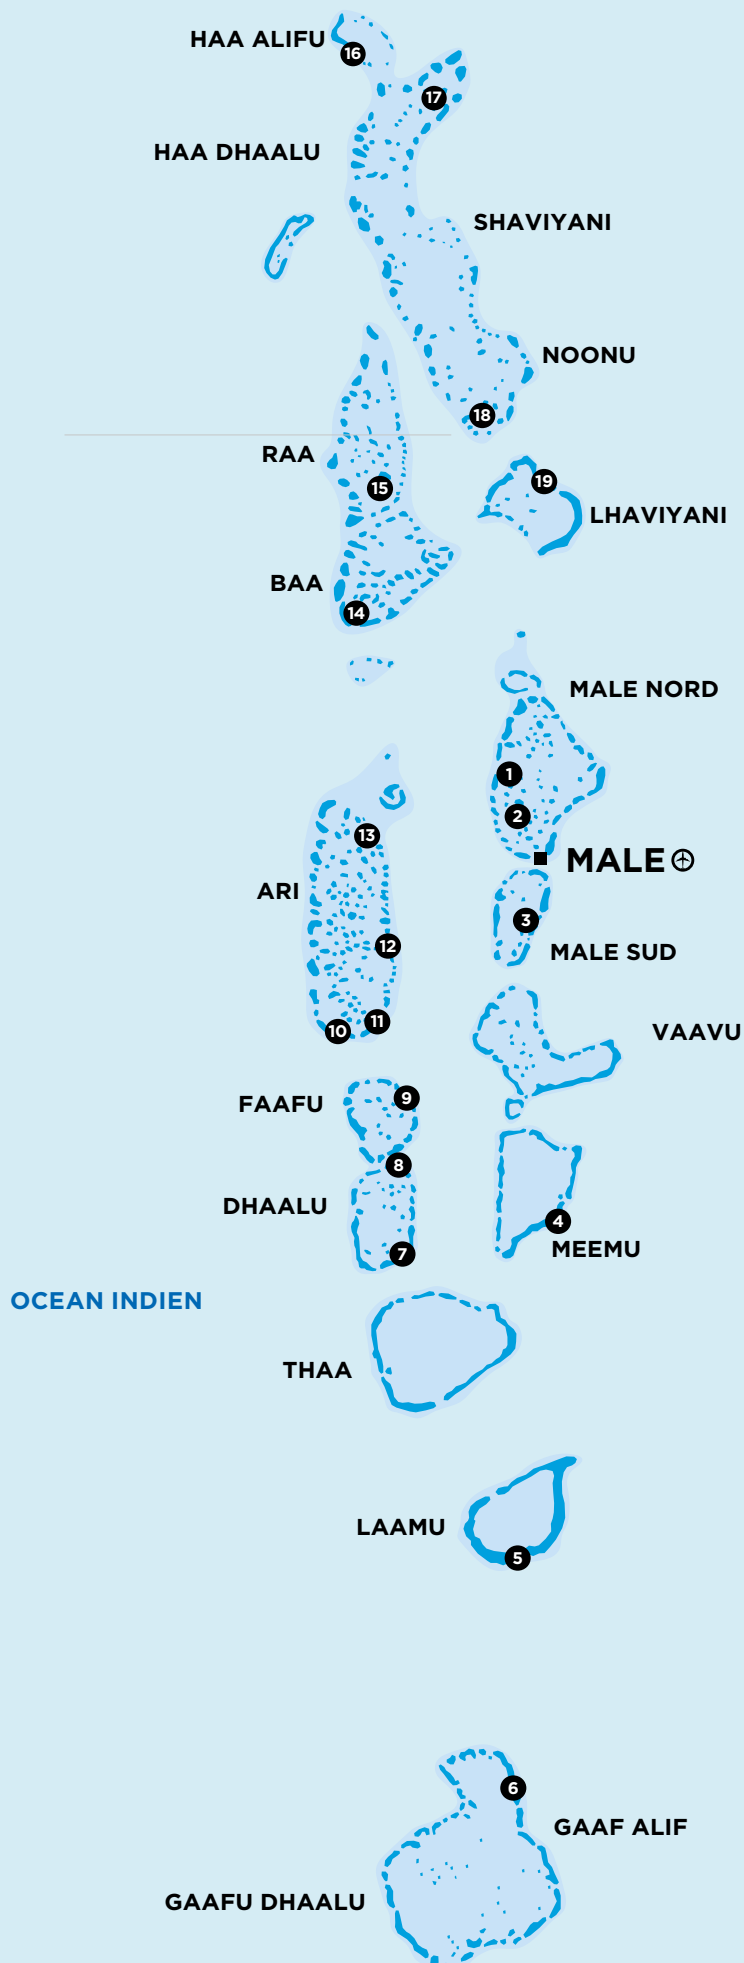 HAA ALIFU
16
17
HAA DHAALU
SHAVIYANI
NOONU
18
RAA
19
15
LHAVIYANI
BAA
14
MALE NORD
1
2
13
MALE
ARI
3
12
MALE SUD
11
10
VAAVU
9
FAAFU
8
DHAALU
4
MEEMU
7
OCEAN INDIEN
THAA
LAAMU
5
6
GAAF ALIF
GAAFU DHAALU